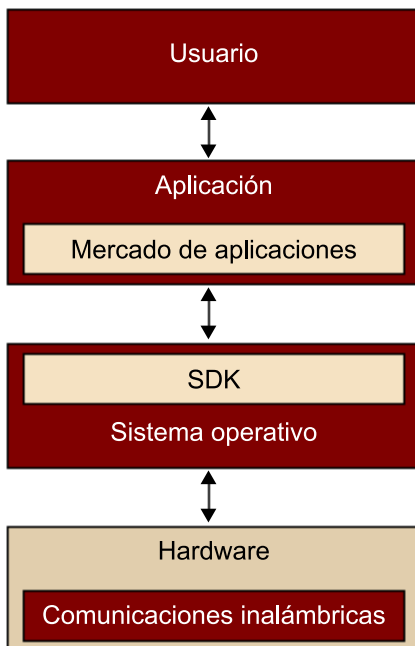 Usuario
Aplicación
Mercado de aplicaciones
SDK
Sistema operativo
Hardware
Comunicaciones inalámbricas